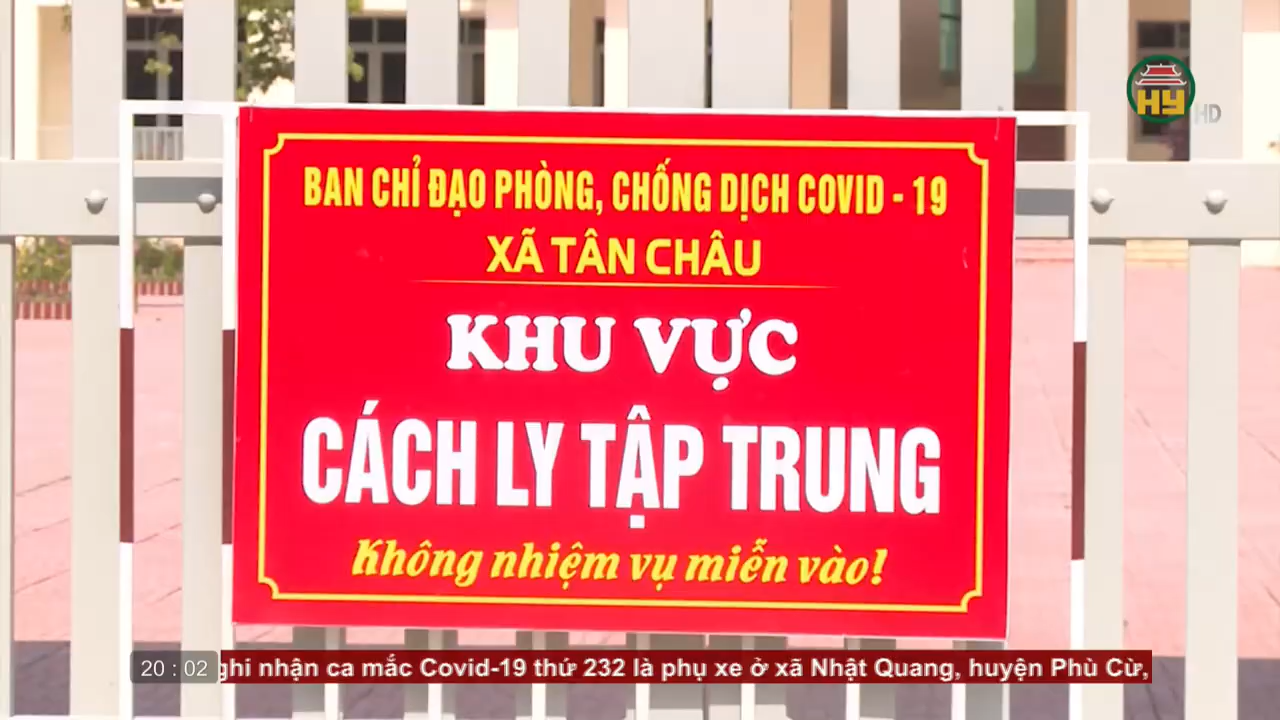 HY HD
BAN CHỈ ĐẠO PHÒNG, CHỐNG DỊCH COVID - 19
XÃ TÂN CHÂU
KHU VỰC
CÁCH LY TẬP TRUNG
Không nhiệm vụ miễn vào!
20 : 02
ghi nhận ca mắc Covid-19 thứ 232 là phụ xe ở xã Nhật Quang, huyện Phù Cừ,